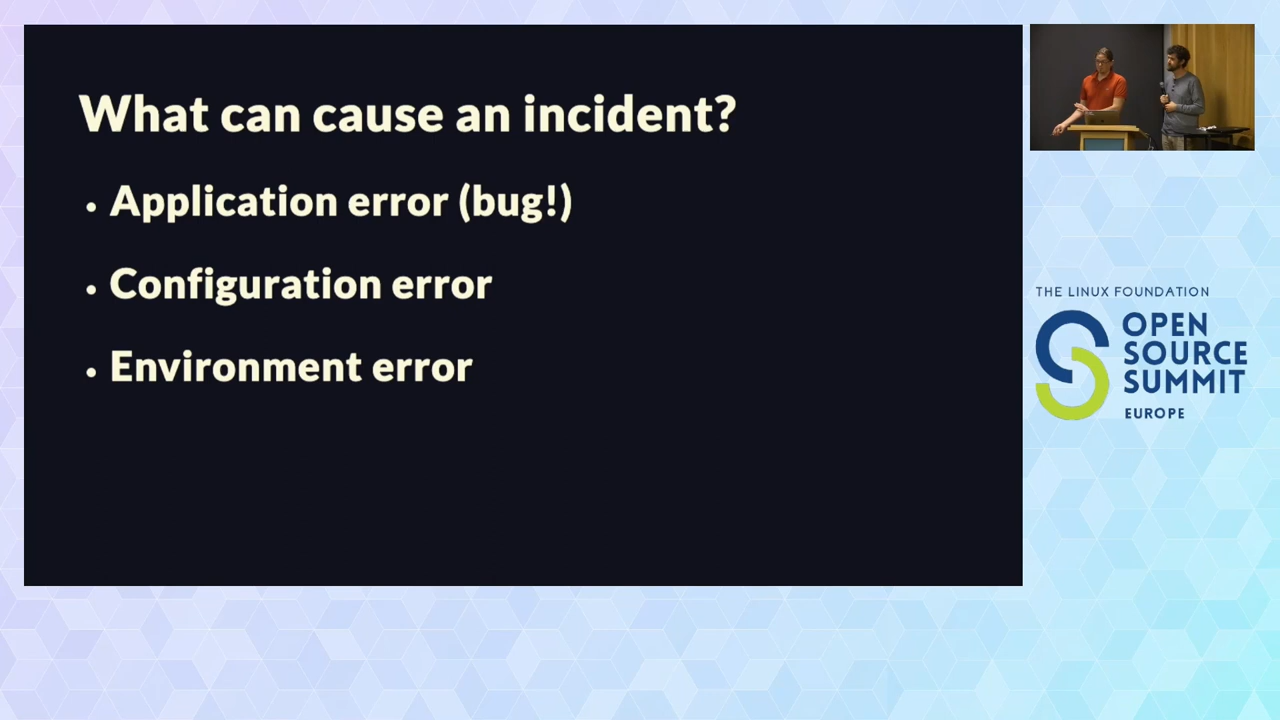 What can cause an incident?
• Application error (bug!)
• Configuration error
• Environment error
THE LINUX FOUNDATION
OPEN
SOURCE
SUMMIT
EUROPE